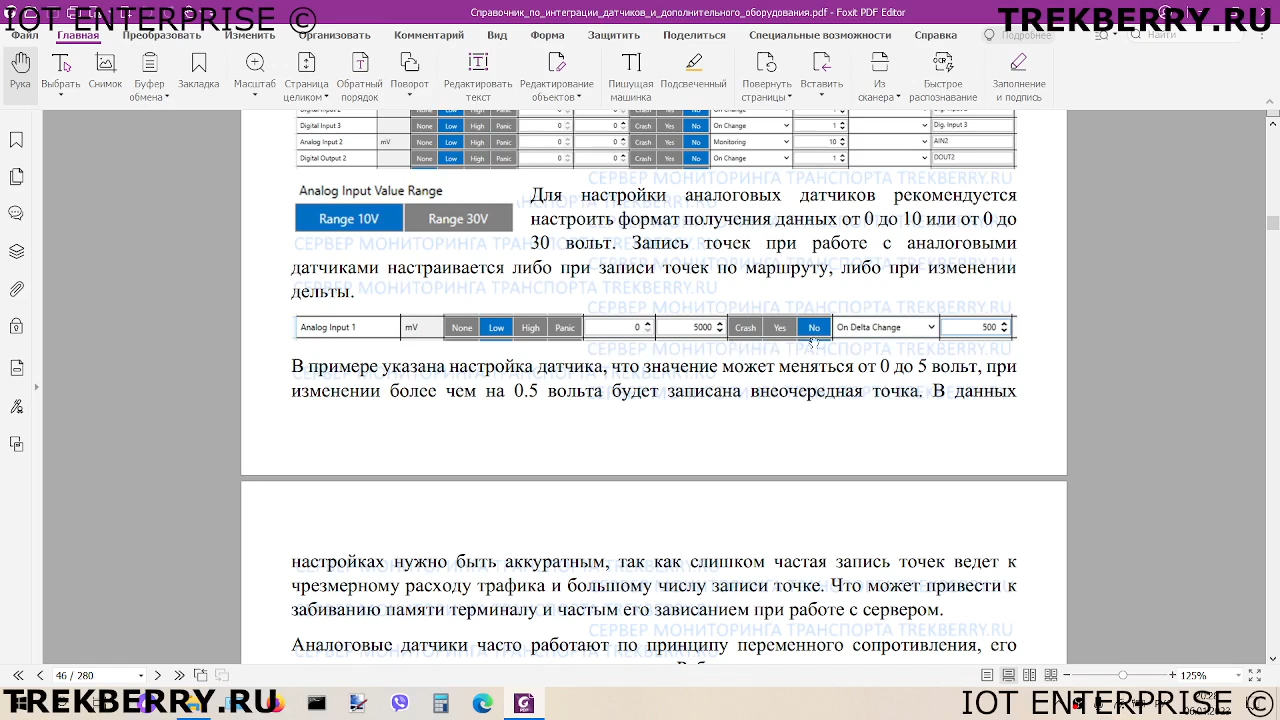 Справочник_по_интеграции_датчиков_и_дополнительного_оборудования.pdf - Foxit PDF Editor
IOT ENTERPRISE ©
TREKBERRY.RU
Файл Главная Преобразовать Изменить Организовать Комментарий Вид Форма Защитить Поделиться Специальные возможности Справка Подробнее Найти
Рука Выбрать Снимок Буфер обмена Закладка Масштаб Страница целиком Обратный порядок Поворот Редактировать текст Редактирование объектов Пишущая машинка Подсвеченный Повернуть страницы Вставить Из сканера Быстрое распознавание Заполнение и подпись
Digital Input 3 None Low High Panic 0 0 Crash Yes No On Change 1 Dig. Input 3
Analog Input 2 mV None Low High Panic 0 0 Crash Yes No Monitoring 10 AIN2
Digital Output 2 None Low High Panic 0 0 Crash Yes No On Change 1 DOUT2
СЕРВЕР МОНИТОРИНГА ТРАНСПОРТА TREKBERRY.RU
Analog Input Value Range
Range 10V Range 30V
Для настройки аналоговых датчиков рекомендуется
настроить формат получения данных от 0 до 10 или от 0 до
30 вольт. Запись точек при работе с аналоговыми
датчиками настраивается либо при записи точек по маршруту, либо при изменении
дельты.
Analog Input 1 mV None Low High Panic 0 5000 Crash Yes No On Delta Change 500
В примере указана настройка датчика, что значение может меняться от 0 до 5 вольт, при
изменении более чем на 0.5 вольта будет записана внеочередная точка. В данных
настройках нужно быть аккуратным, так как слишком частая запись точек ведет к
чрезмерному расходу трафика и большому числу записи точке. Что может привести к
забиванию памяти терминалу и частым его зависанием при работе с сервером.
СЕРВЕР МОНИТОРИНГА ТРАНСПОРТА TREKBERRY.RU
Аналоговые датчики часто работают по принципу переменного сопротивления, его
46 / 280
125%
TREKBERRY.RU
IOT ENTERPRISE ©